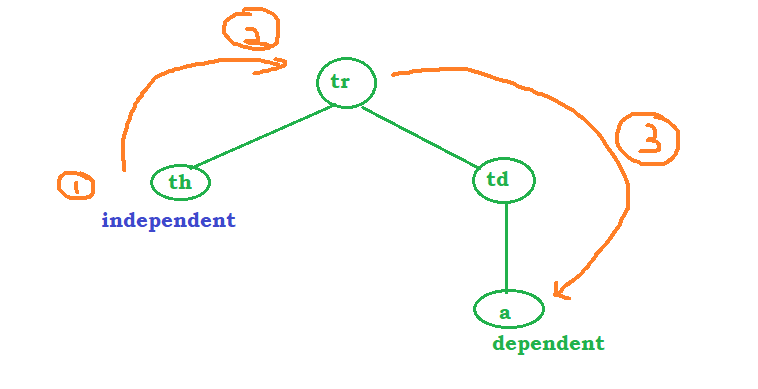 2
tr
3
1
th
td
independent
a
dependent